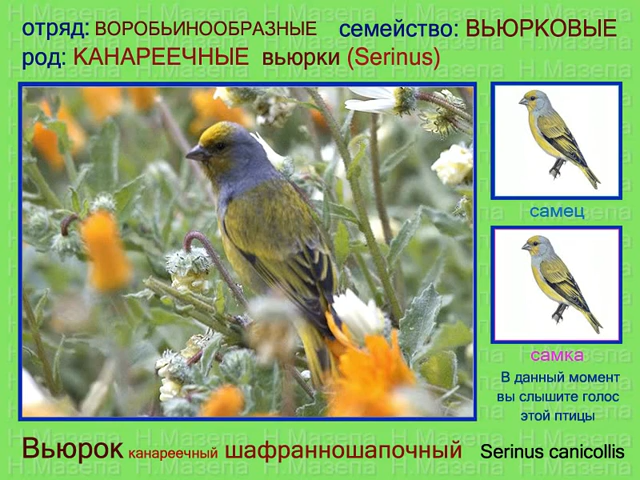 отряд: ВОРОБЬИНООБРАЗНЫЕ семейство: ВЬЮРКОВЫЕ
род: КАНАРЕЕЧНЫЕ вьюрки (Serinus)
самец
самка
В данный момент
вы слышите голос
этой птицы
Вьюрок канареечный шафранношапочный Serinus canicollis
Н.Мазепа